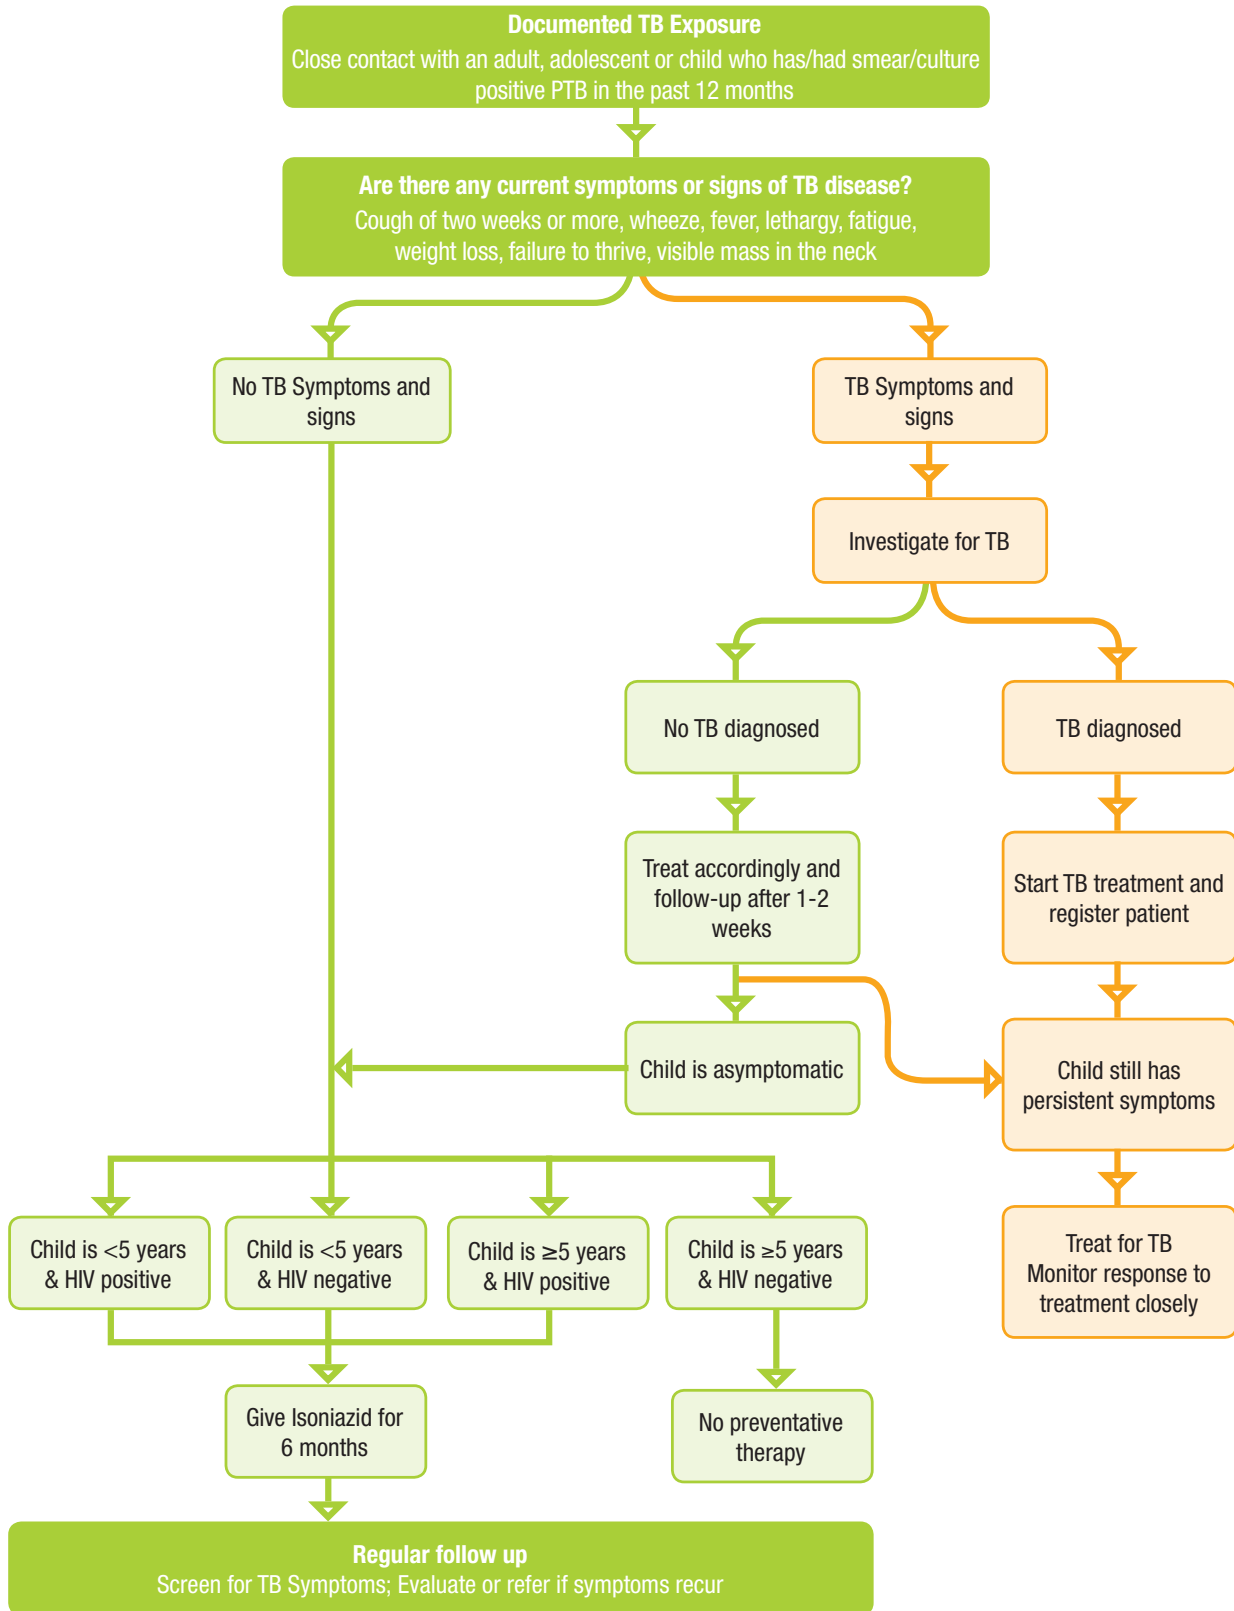 Documented TB Exposure
Close contact with an adult, adolescent or child who has/had smear/culture
positive PTB in the past 12 months
Are there any current symptoms or signs of TB disease?
Cough of two weeks or more, wheeze, fever, lethargy, fatigue,
weight loss, failure to thrive, visible mass in the neck
No TB Symptoms and
signs
TB Symptoms and
signs
Investigate for TB
No TB diagnosed
TB diagnosed
Treat accordingly and
follow-up after 1-2
weeks
Start TB treatment and
register patient
Child is asymptomatic
Child still has
persistent symptoms
Child is <5 years
& HIV positive
Child is <5 years
& HIV negative
Child is ≥5 years
& HIV positive
Child is ≥5 years
& HIV negative
Treat for TB
Monitor response to
treatment closely
Give Isoniazid for
6 months
No preventative
therapy
Regular follow up
Screen for TB Symptoms; Evaluate or refer if symptoms recur